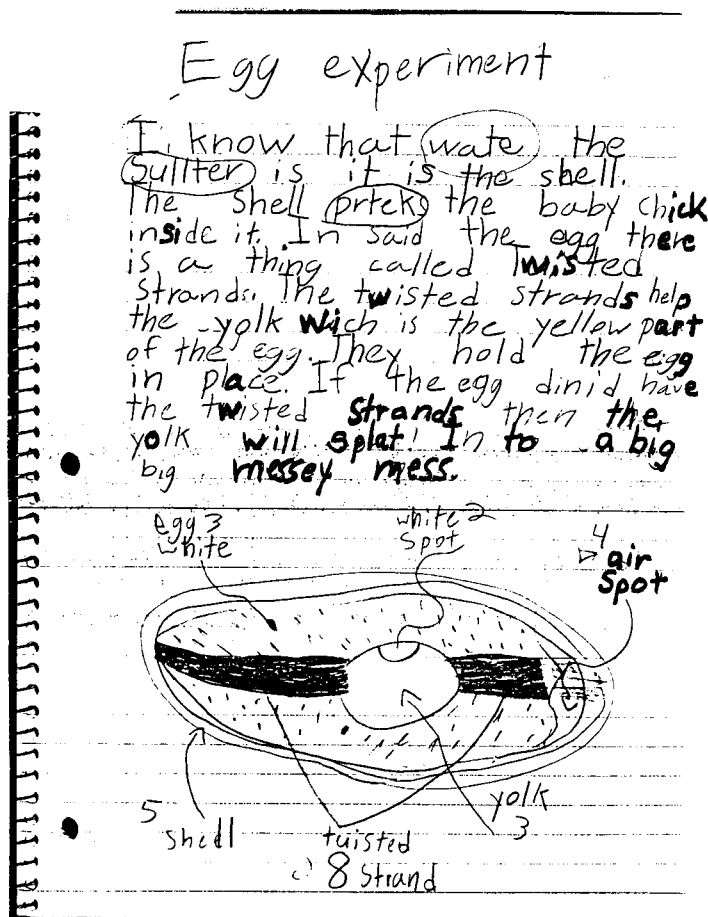 Egg experiment
I know that wate the
Sullter is it is the shell.
The shell prteks the baby chick
inside it. In said the egg there
is a thing called Twisted
Strands. The twisted strands help
the yolk wich is the yellow part
of the egg. They hold the egg
in place. If the egg dinid have
the twisted strands then the
yolk will splat! In to a big
big messey mess.
egg 3
white
white 2
Spot
4
air
Spot
5
Shell
tuisted
8 Strand
yolk
3